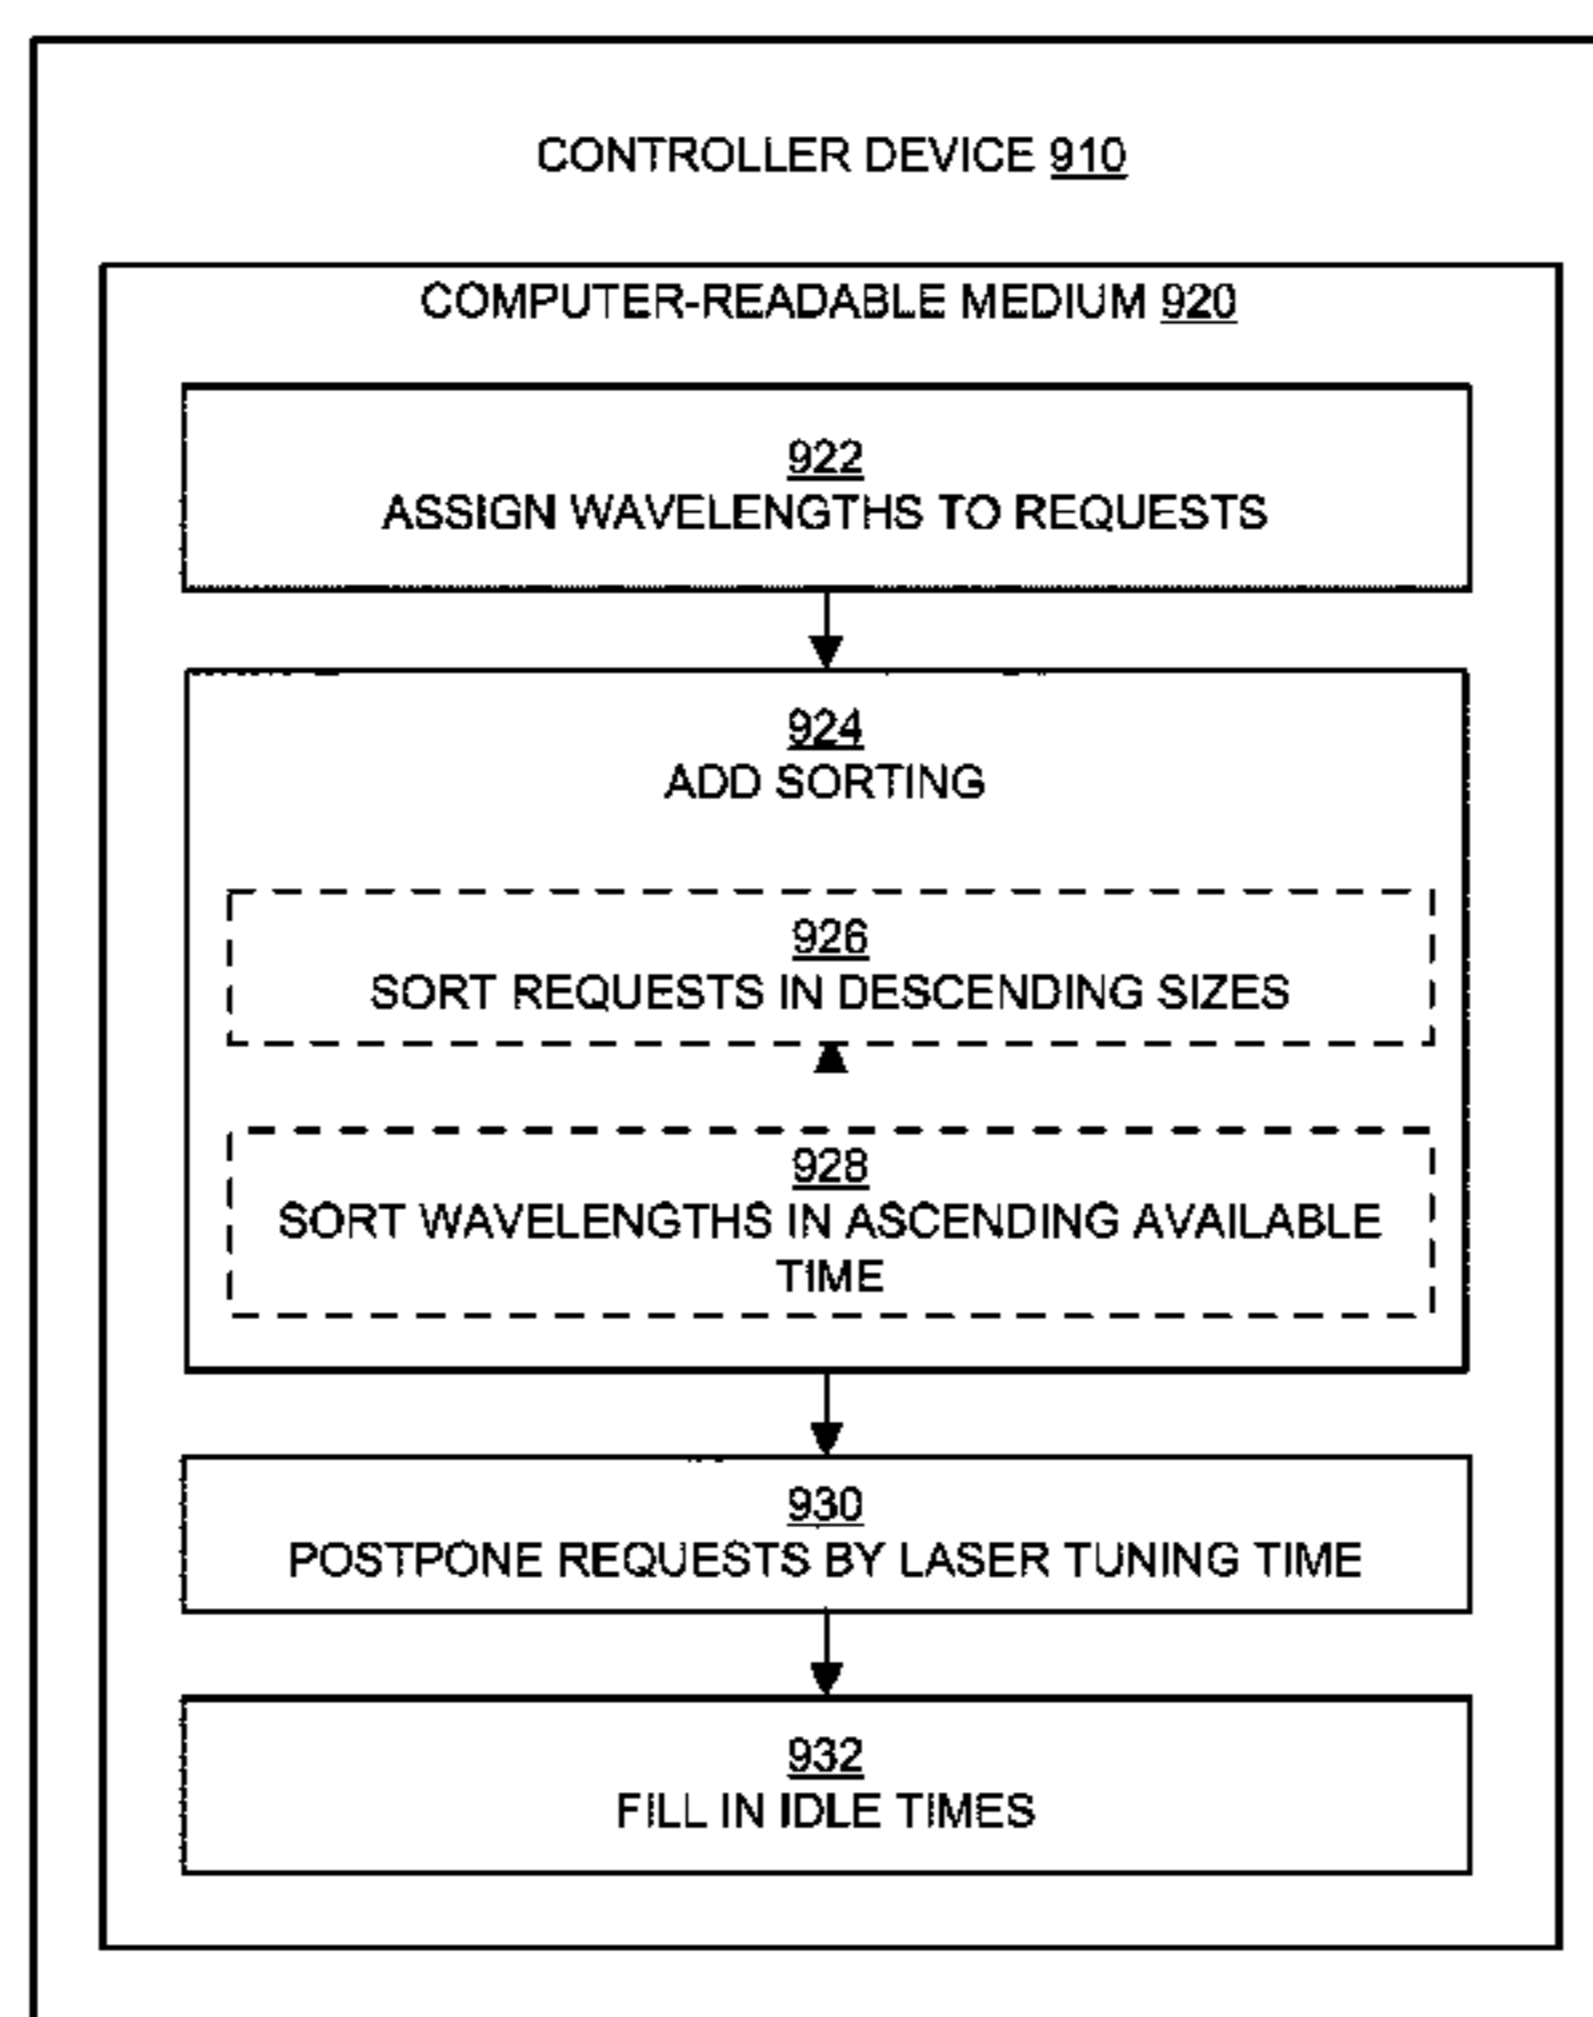 CONTROLLER DEVICE 910
COMPUTER-READABLE MEDIUM 920
922
ASSIGN WAVELENGTHS TO REQUESTS
924
ADD SORTING
926
SORT REQUESTS IN DESCENDING SIZES
928
SORT WAVELENGTHS IN ASCENDING AVAILABLE
TIME
930
POSTPONE REQUESTS BY LASER TUNING TIME
932
FILL IN IDLE TIMES